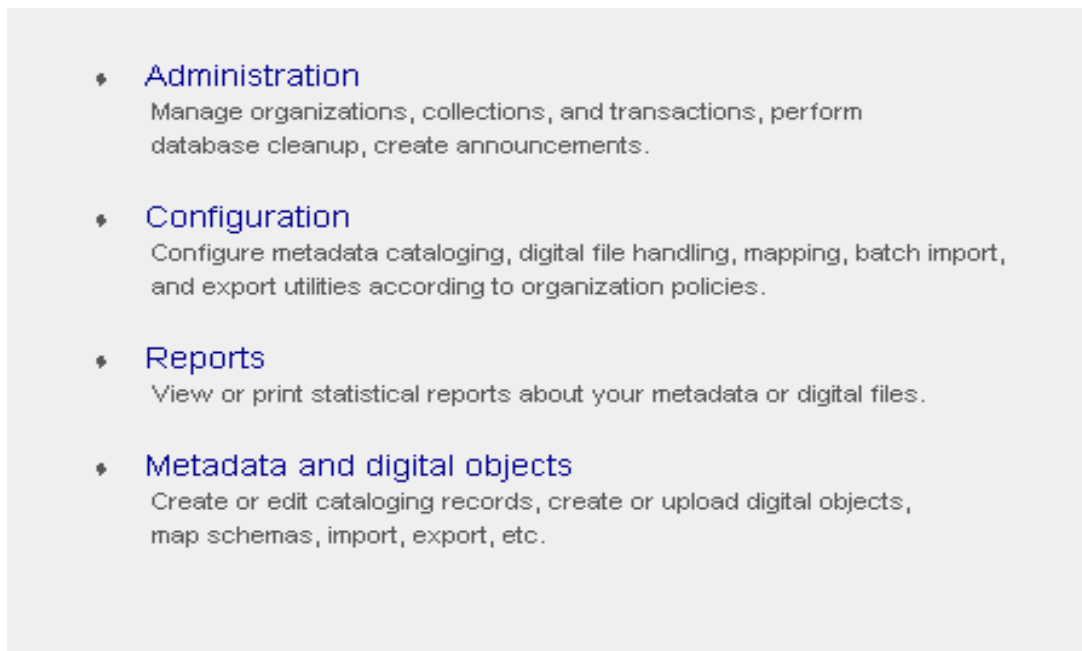 Administration
Manage organizations, collections, and transactions, perform
database cleanup, create announcements.
Configuration
Configure metadata cataloging, digital file handling, mapping, batch import,
and export utilities according to organization policies.
Reports
View or print statistical reports about your metadata or digital files.
Metadata and digital objects
Create or edit cataloging records, create or upload digital objects,
map schemas, import, export, etc.